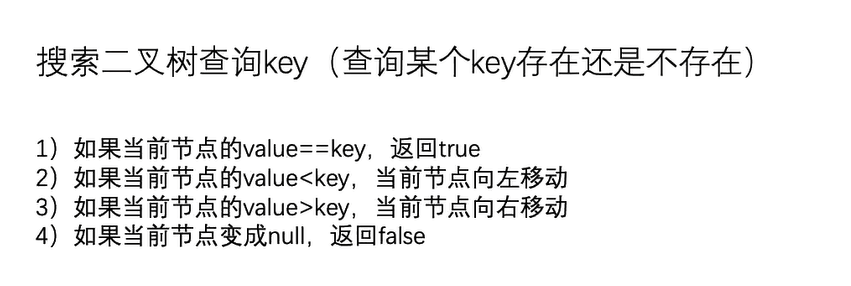 搜索二叉树查询key（查询某个key存在还是不存在）
1）如果当前节点的value==key，返回true
2）如果当前节点的value<key，当前节点向左移动
3）如果当前节点的value>key，当前节点向右移动
4）如果当前节点变成null，返回false